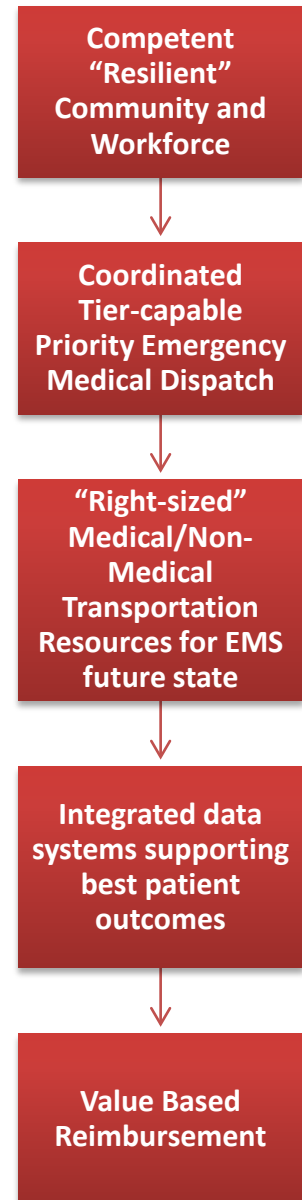 Competent
“Resilient”
Community and
Workforce
Coordinated
Tier-capable
Priority Emergency
Medical Dispatch
“Right-sized”
Medical/Non-
Medical
Transportation
Resources for EMS
future state
Integrated data
systems supporting
best patient
outcomes
Value Based
Reimbursement